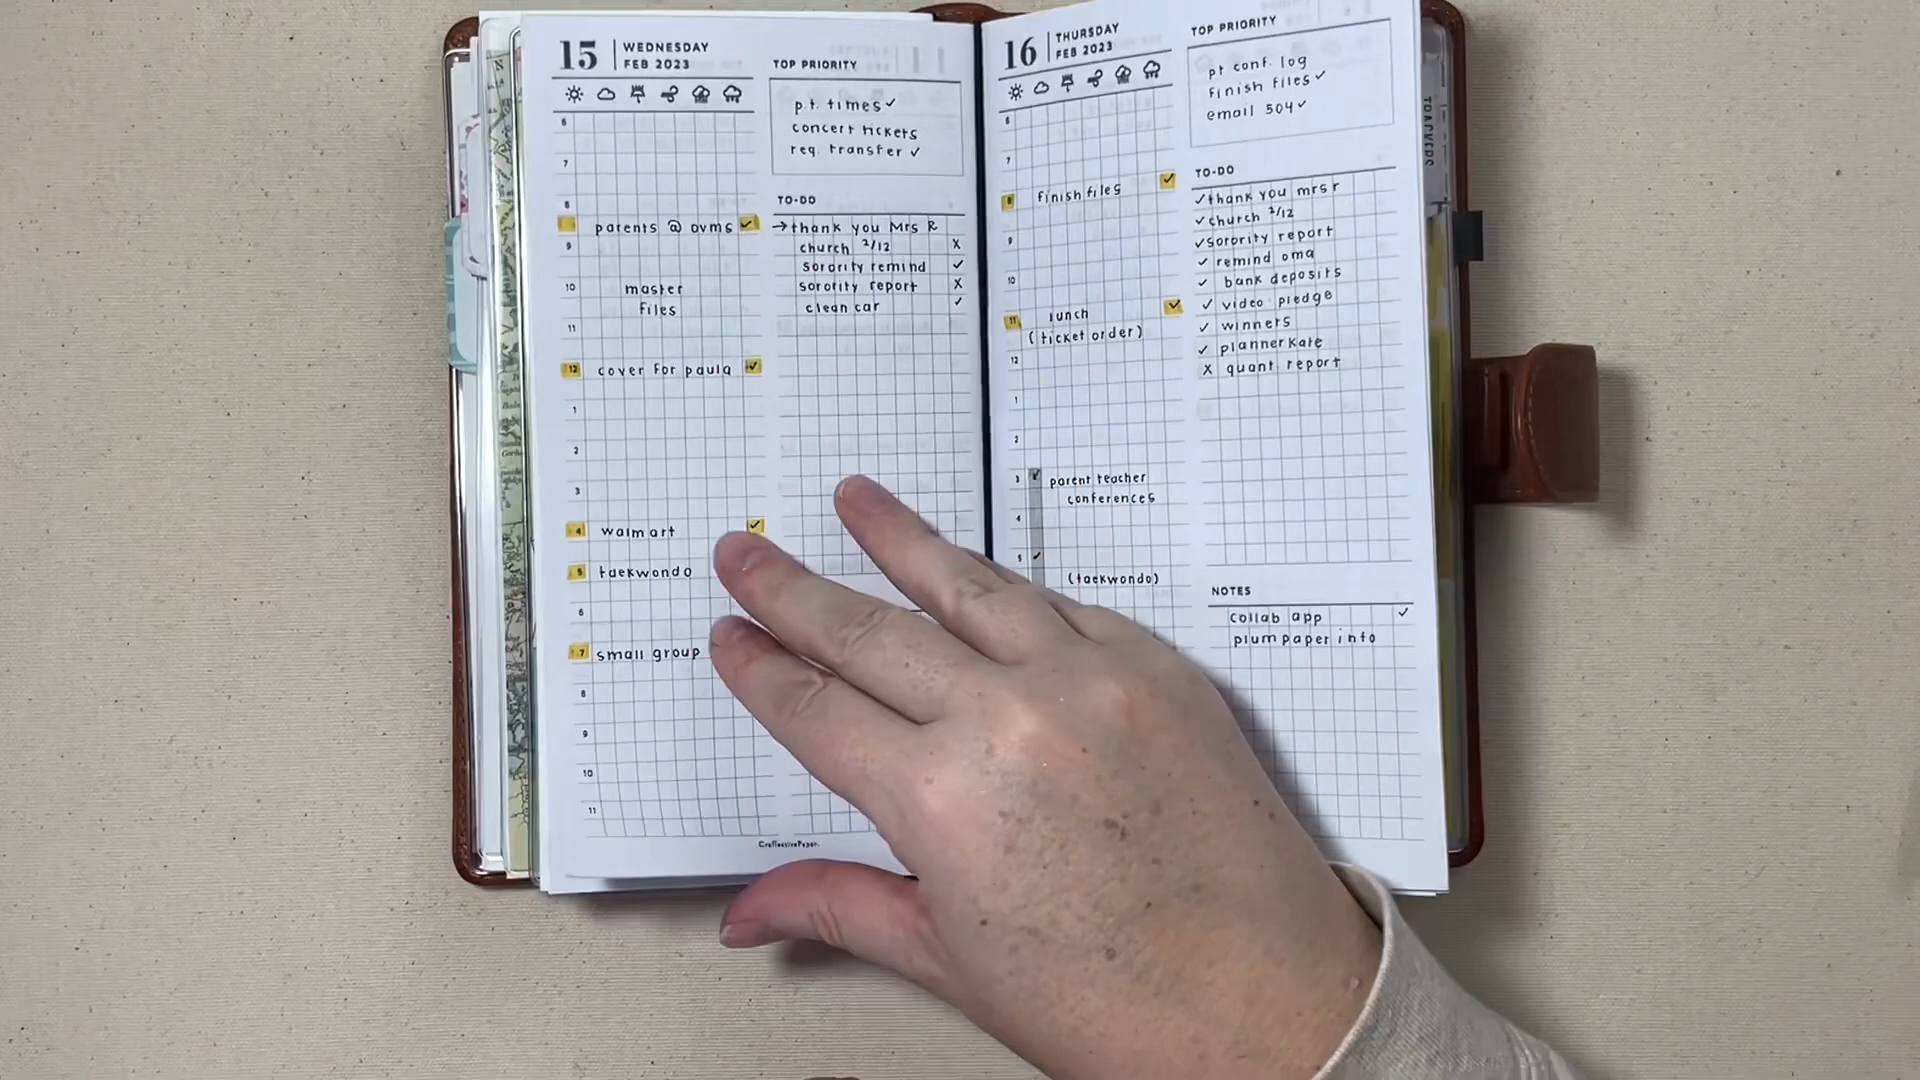 15 WEDNESDAY
FEB 2023
TOP PRIORITY
p.t. times ✓
concert tickets
req. transfer ✓
6
7
8
parents @ ovms ✓
9
10 master
files
11
12 cover for paula ✓
1
2
3
4 walmart ✓
5 taekwondo
6
7 small group
8
9
10
11
TO-DO
→ thank you Mrs R
church 2/12 X
sorority remind ✓
sorority report X
clean car ✓
16 THURSDAY
FEB 2023
TOP PRIORITY
pt conf. log
finish files ✓
email 504 ✓
6
7
8 finish files ✓
9
10
11 lunch ✓
(ticket order)
12
1
2
3 ✓ parent teacher
conferences
4
5 ✓
(taekwondo)
TO-DO
✓ thank you mrs r
✓ church 2/12
✓ sorority report
✓ remind oma
✓ bank deposits
✓ video pledge
✓ winners
✓ plannerkate
X quant report
NOTES
collab app ✓
plum paper info